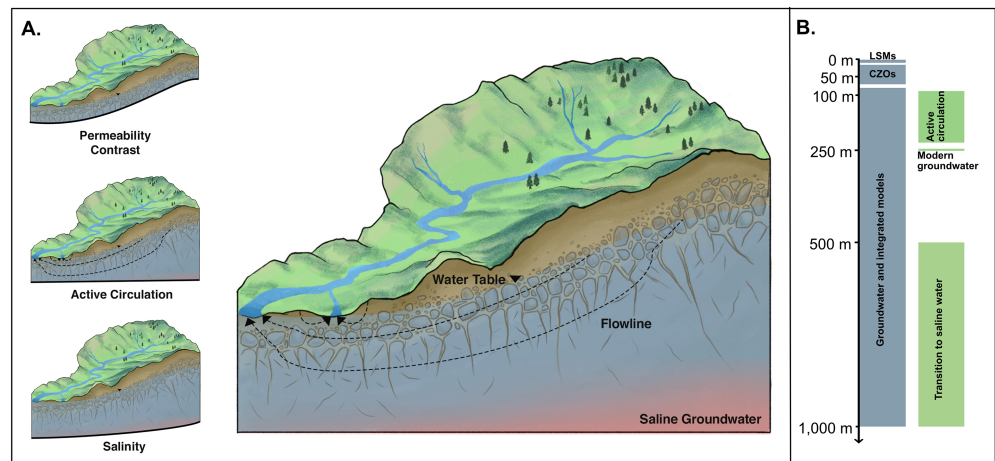 A.
Permeability
Contrast
Active Circulation
Salinity
Water Table
Flowline
Saline Groundwater
B.
LSMs
0 m
CZOs
50 m
100 m
Active
circulation
250 m
Modern
groundwater
Groundwater and integrated models
500 m
Transition to saline water
1,000 m